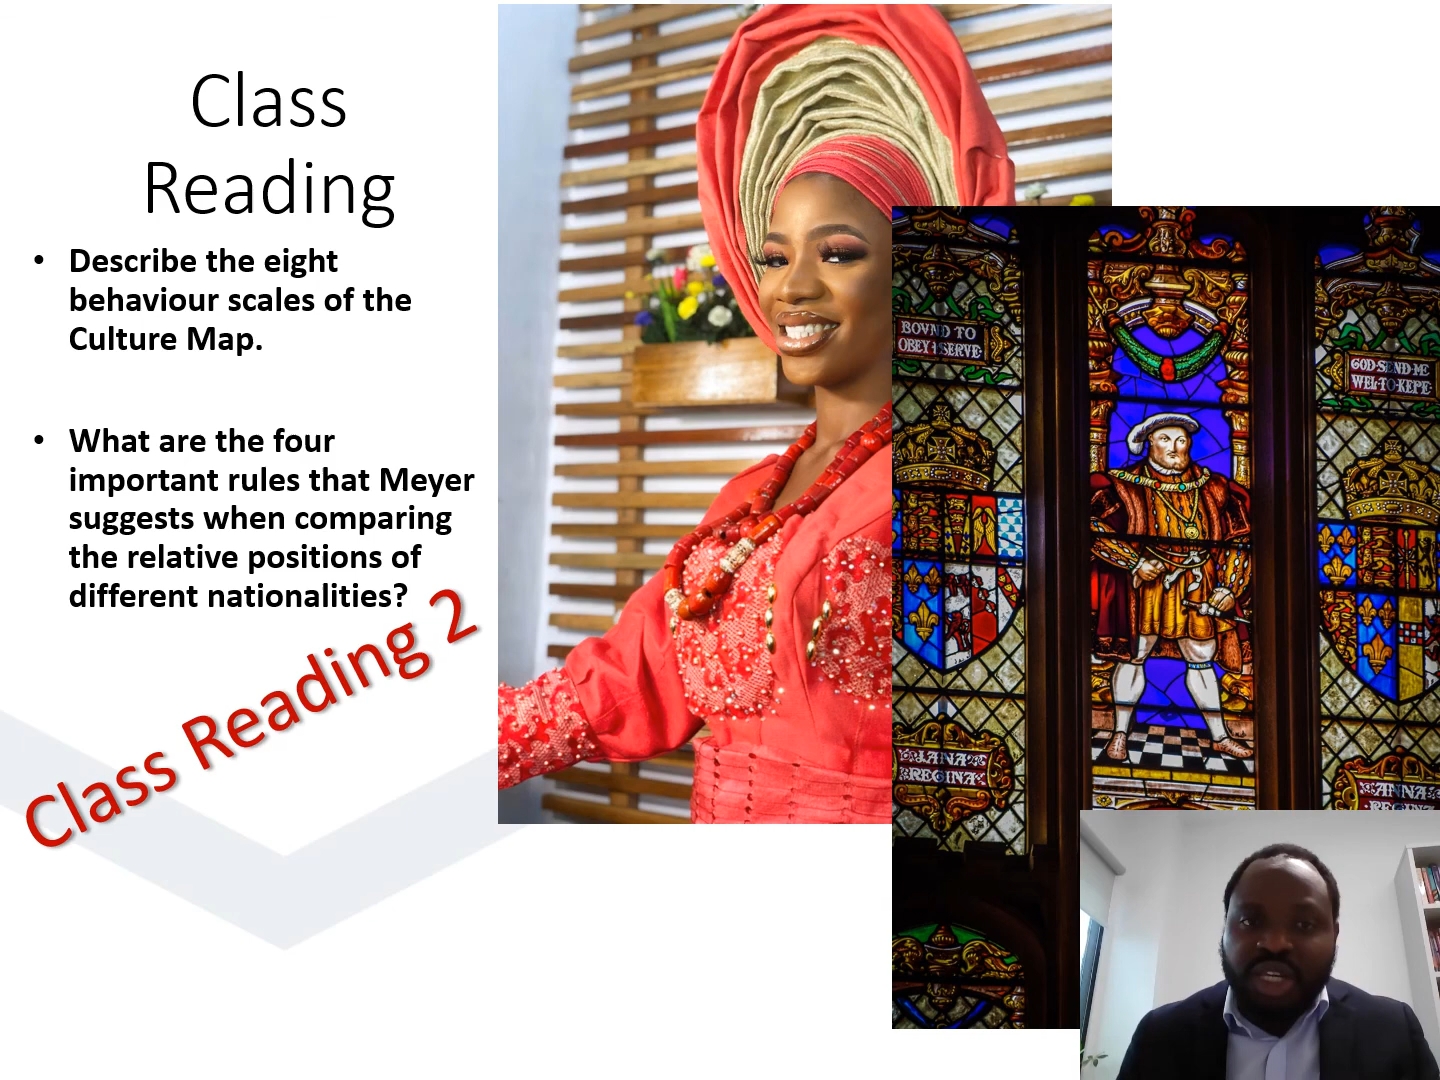 Class
Reading
• Describe the eight
behaviour scales of the
Culture Map.
• What are the four
important rules that Meyer
suggests when comparing
the relative positions of
different nationalities?
Class Reading 2
BOVND TO
OBEY & SERVE
GOD SEND ME
WEL TO KEPE
REGINA
ANNA